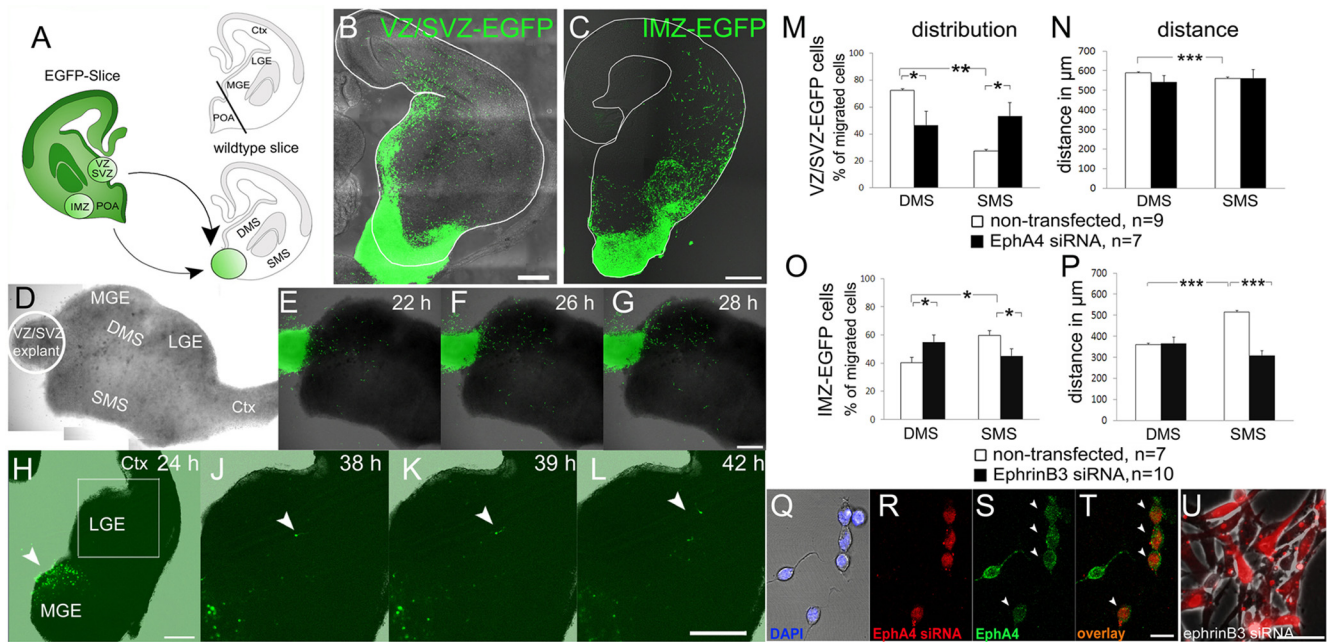 A
EGFP-Slice
VZ
SVZ
IMZ
POA
Ctx
LGE
MGE
POA
wildtype slice
DMS
SMS
B
VZ/SVZ-EGFP
C
IMZ-EGFP
D
MGE
VZ/SVZ
explant
DMS
LGE
SMS
Ctx
E
22 h
F
26 h
G
28 h
H
Ctx
24 h
LGE
MGE
J
38 h
K
39 h
L
42 h
M
distribution
VZ/SVZ-EGFP cells
% of migrated cells
100
80
60
40
20
0
*
**
*
DMS
SMS
N
distance
distance in µm
700
600
500
400
300
200
100
0
***
DMS
SMS
non-transfected, n=9
EphA4 siRNA, n=7
O
IMZ-EGFP cells
% of migrated cells
100
80
60
40
20
0
*
*
*
DMS
SMS
P
distance in µm
700
600
500
400
300
200
100
0
***
***
DMS
SMS
non-transfected, n=7
EphrinB3 siRNA, n=10
Q
DAPI
R
EphA4 siRNA
S
EphA4
T
overlay
U
ephrinB3 siRNA